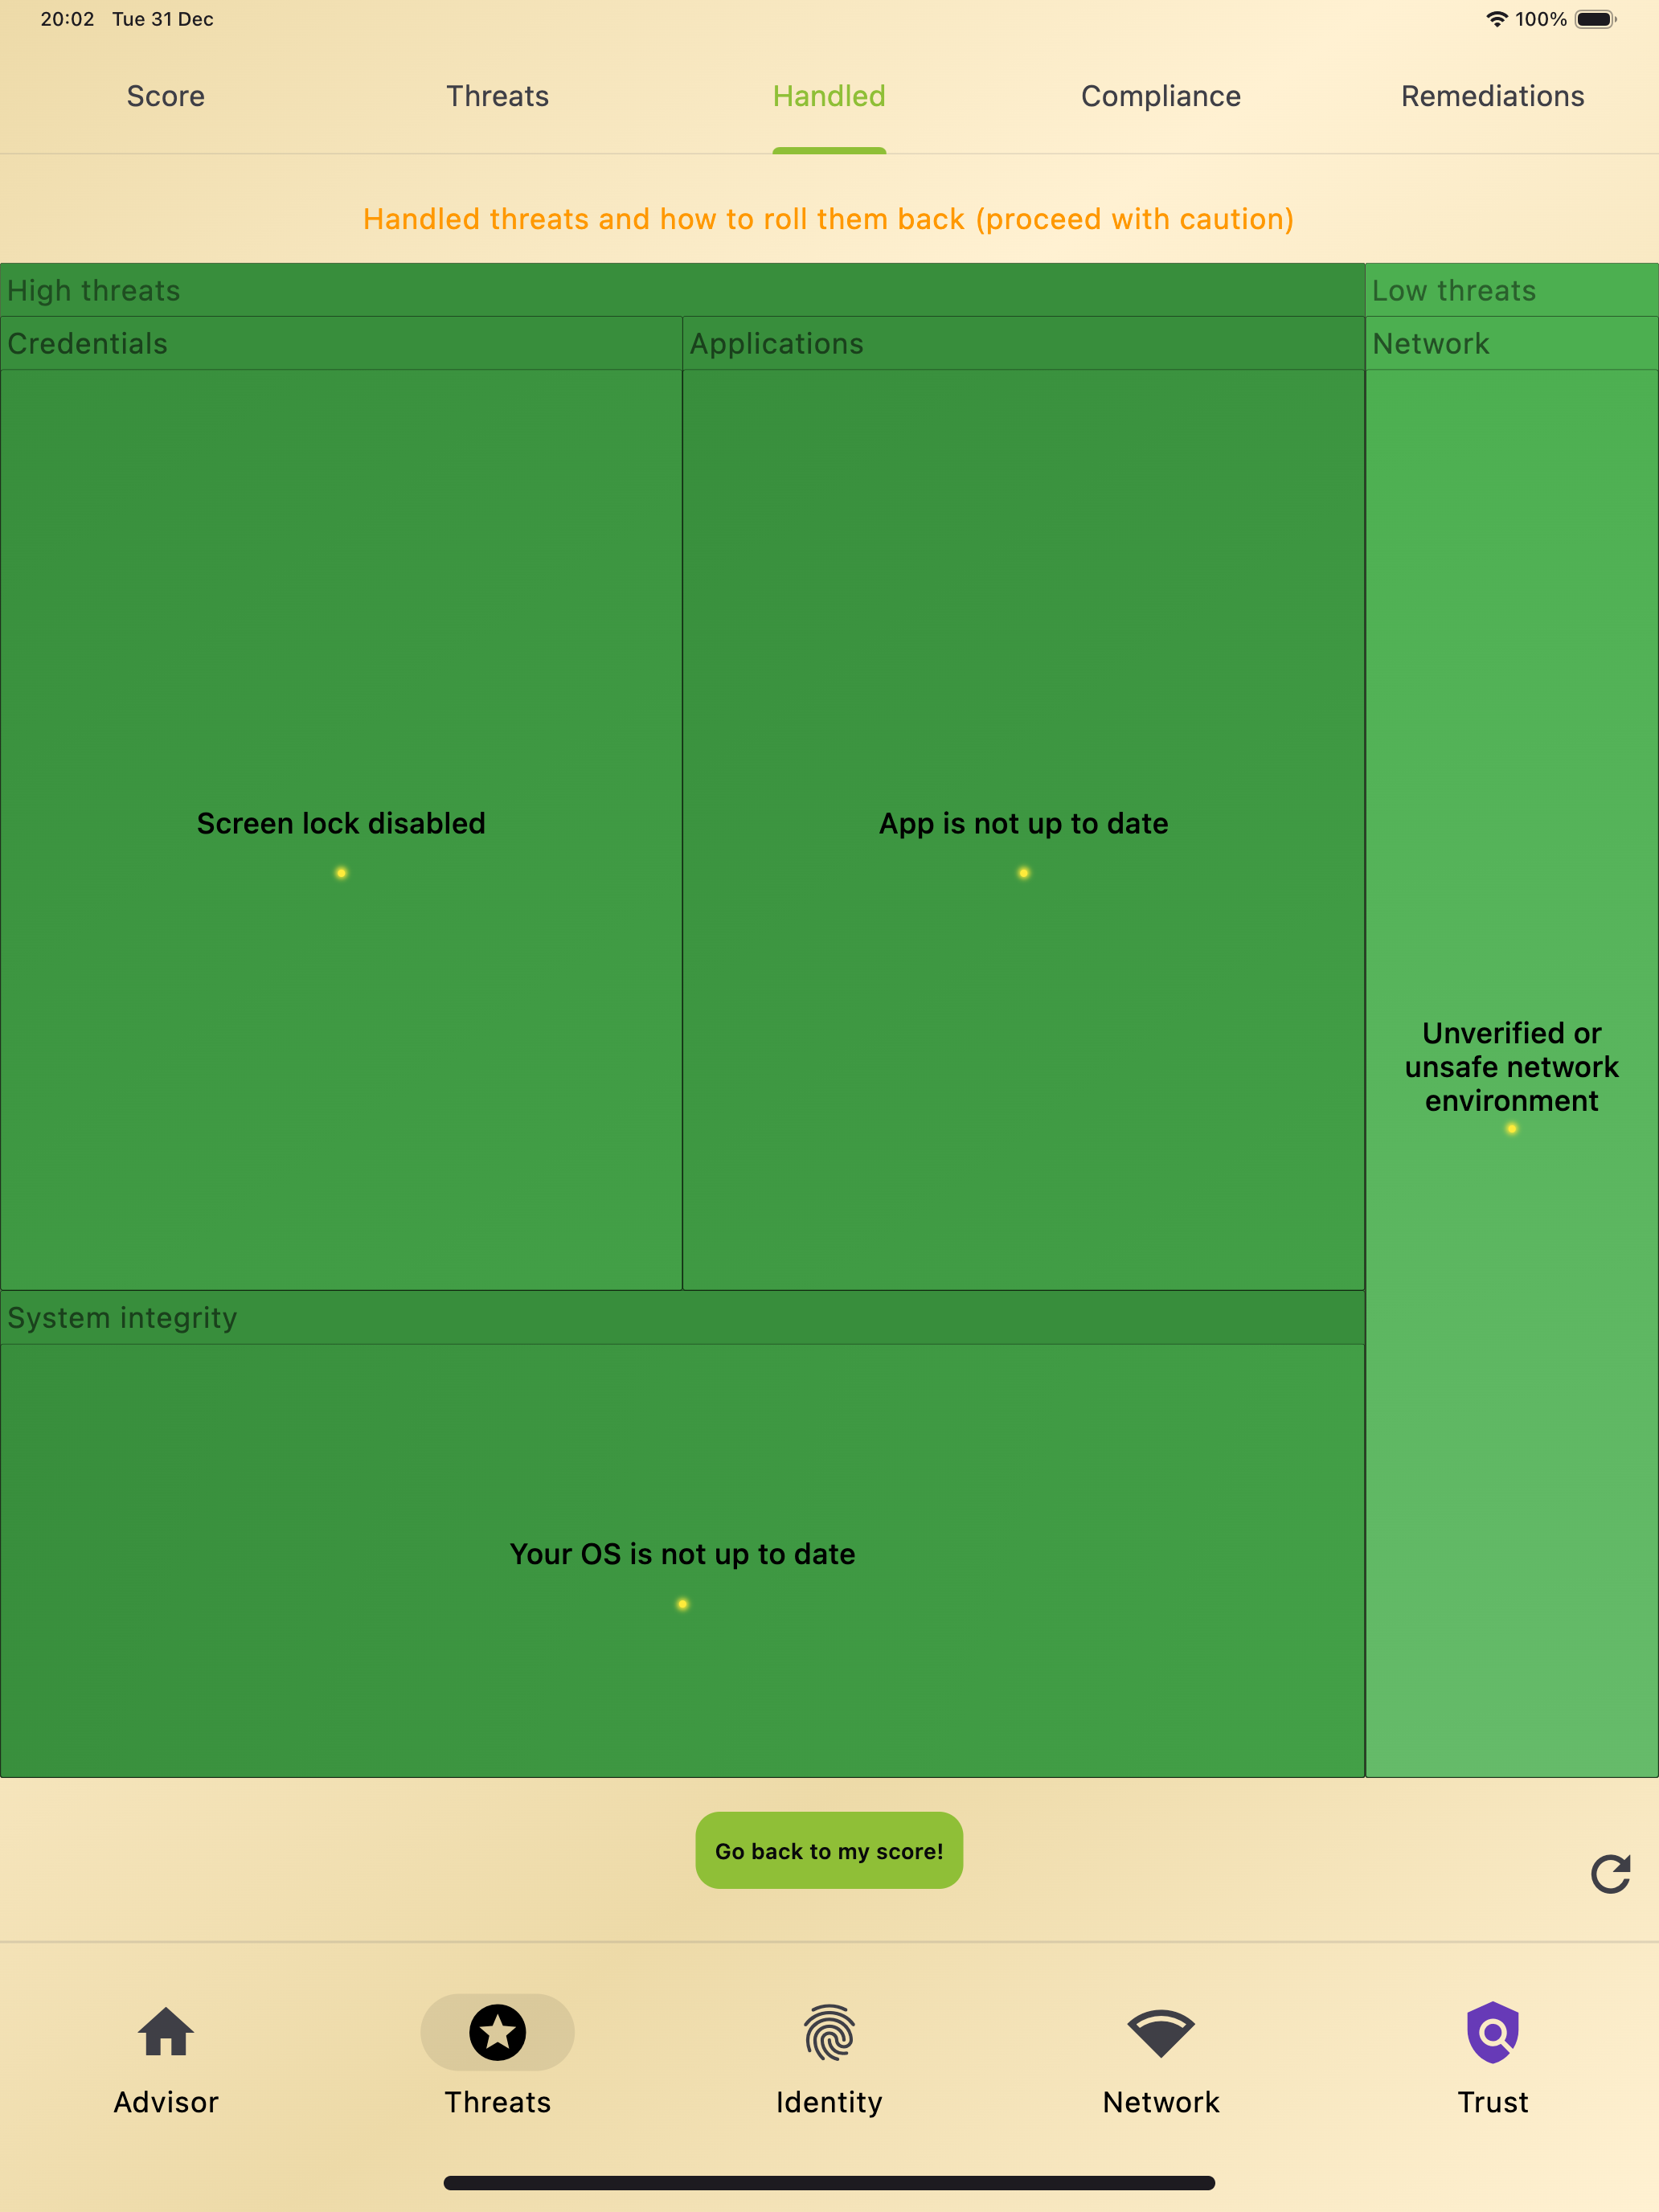 20:02 Tue 31 Dec
100%
Score
Threats
Handled
Compliance
Remediations
Handled threats and how to roll them back (proceed with caution)
High threats
Low threats
Credentials
Applications
Network
Screen lock disabled
App is not up to date
Unverified or
unsafe network
environment
System integrity
Your OS is not up to date
Go back to my score!
Advisor
Threats
Identity
Network
Trust